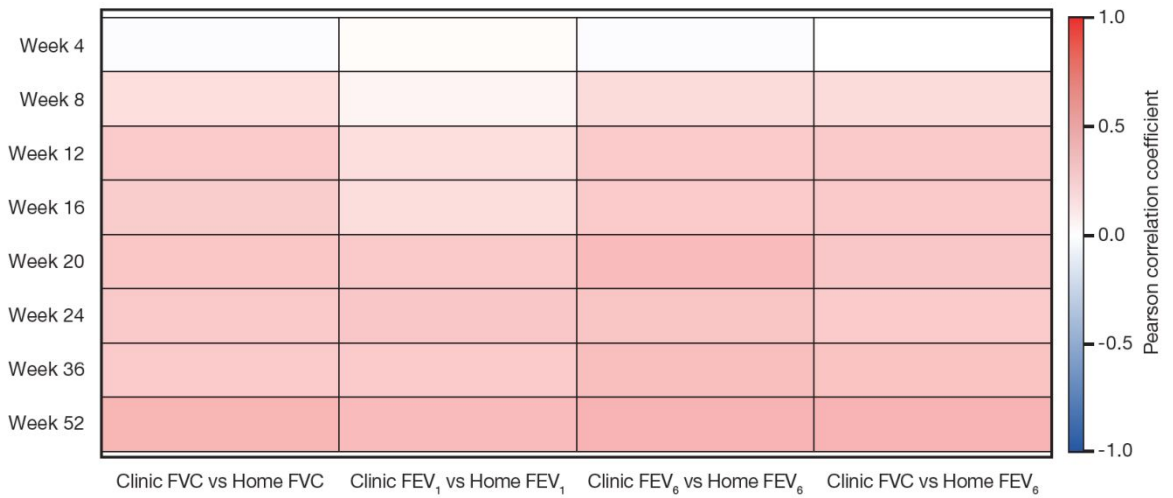 Week 4
Week 8
Week 12
Week 16
Week 20
Week 24
Week 36
Week 52
Clinic FVC vs Home FVC
Clinic FEV₁ vs Home FEV₁
Clinic FEV₆ vs Home FEV₆
Clinic FVC vs Home FEV₆
1.0
0.5
0.0
-0.5
-1.0
Pearson correlation coefficient